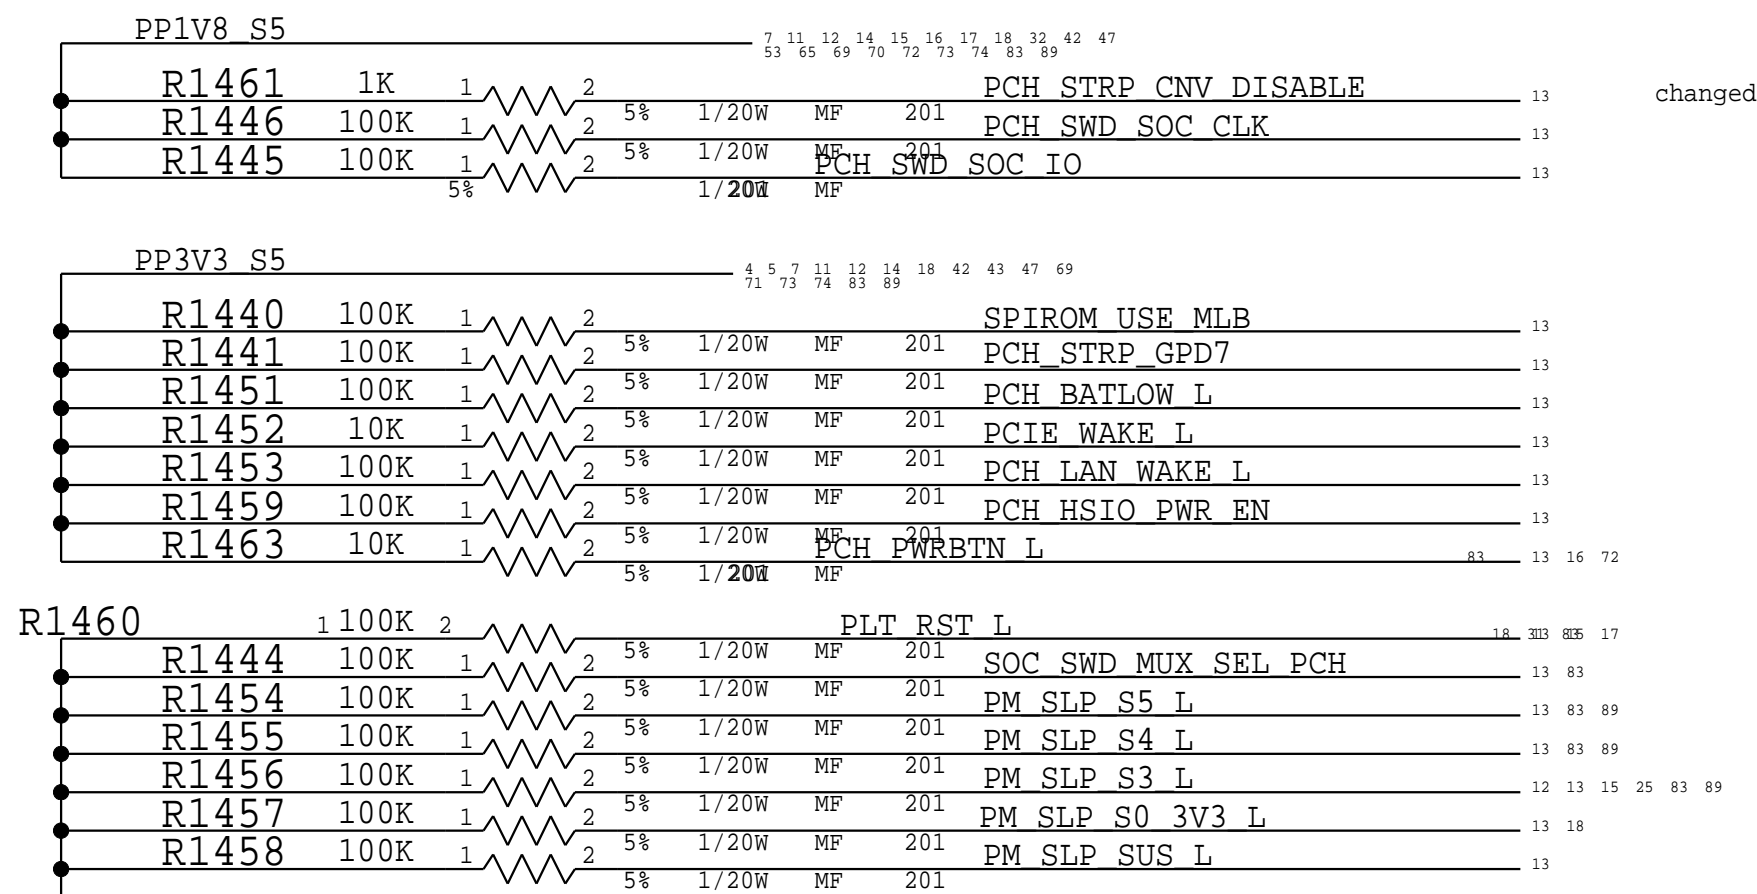 PP1V8_S5
7 11 12 14 15 16 17 18 32 42 47
53 65 69 70 72 73 74 83 89
R1461 1K 1 2 PCH_STRP_CNV_DISABLE 13 changed
5% 1/20W MF 201
R1446 100K 1 2 PCH_SWD_SOC_CLK 13
5% 1/20W MF 201
R1445 100K 1 2 PCH_SWD_SOC_IO 13
5% 1/20W 201 MF
PP3V3_S5
4 5 7 11 12 14 18 42 43 47 69
71 73 74 83 89
R1440 100K 1 2 SPIROM_USE_MLB 13
5% 1/20W MF 201
R1441 100K 1 2 PCH_STRP_GPD7 13
5% 1/20W MF 201
R1451 100K 1 2 PCH_BATLOW_L 13
5% 1/20W MF 201
R1452 10K 1 2 PCIE_WAKE_L 13
5% 1/20W MF 201
R1453 100K 1 2 PCH_LAN_WAKE_L 13
5% 1/20W MF 201
R1459 100K 1 2 PCH_HSIO_PWR_EN 13
5% 1/20W MF 201
R1463 10K 1 2 PCH_PWRBTN_L 83 13 16 72
5% 1/20W 201 MF
R1460 1 100K 2 PLT_RST_L 18 17
5% 1/20W MF 201
R1444 100K 1 2 SOC_SWD_MUX_SEL_PCH 13 83
5% 1/20W MF 201
R1454 100K 1 2 PM_SLP_S5_L 13 83 89
5% 1/20W MF 201
R1455 100K 1 2 PM_SLP_S4_L 13 83 89
5% 1/20W MF 201
R1456 100K 1 2 PM_SLP_S3_L 12 13 15 25 83 89
5% 1/20W MF 201
R1457 100K 1 2 PM_SLP_S0_3V3_L 13 18
5% 1/20W MF 201
R1458 100K 1 2 PM_SLP_SUS_L 13
5% 1/20W MF 201